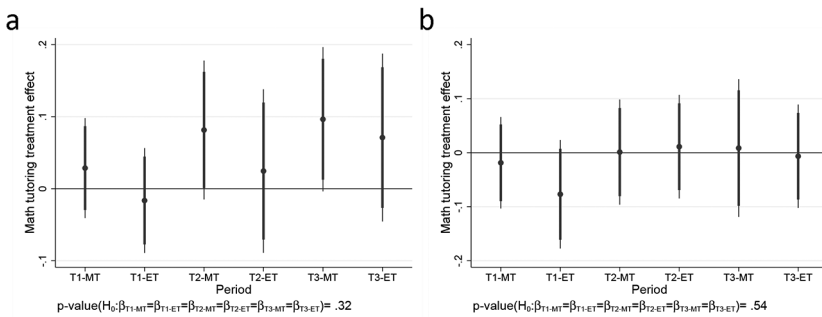 a
Math tutoring treatment effect
.2
.1
0
-.1
T1-MT T1-ET T2-MT T2-ET T3-MT T3-ET
Period
p-value(H₀:βT1-MT=βT1-ET=βT2-MT=βT2-ET=βT3-MT=βT3-ET)= .32
b
Math tutoring treatment effect
.2
.1
0
-.1
-.2
T1-MT T1-ET T2-MT T2-ET T3-MT T3-ET
Period
p-value(H₀:βT1-MT=βT1-ET=βT2-MT=βT2-ET=βT3-MT=βT3-ET)= .54